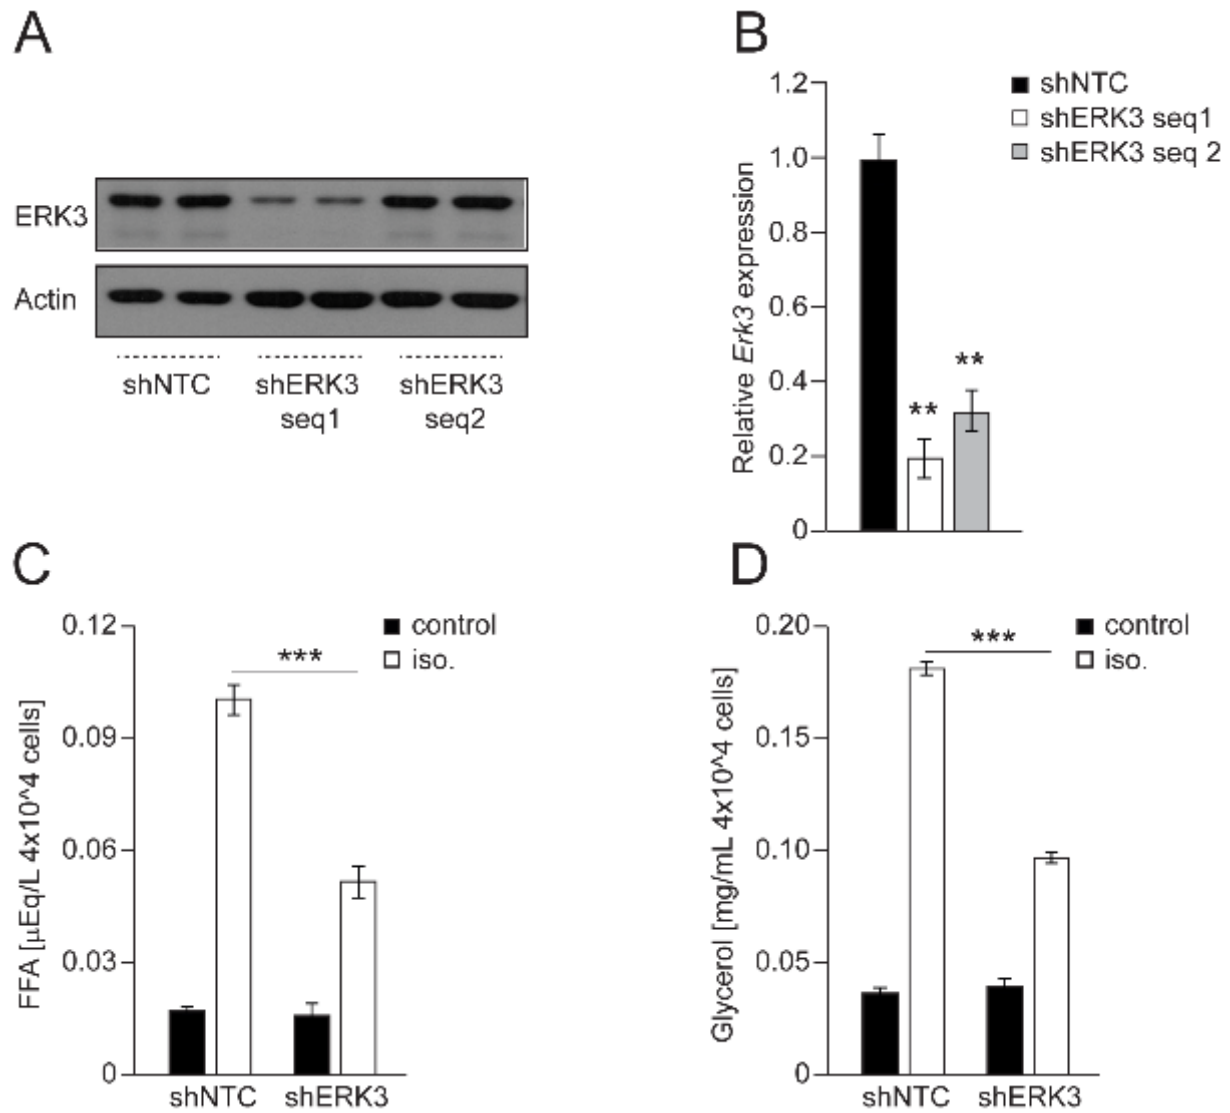 A
ERK3
Actin
shNTC
shERK3
seq1
shERK3
seq2
B
1.2
1.0
0.8
0.6
0.4
0.2
0
Relative Erk3 expression
**
**
shNTC
shERK3 seq1
shERK3 seq 2
C
0.12
0.09
0.06
0.03
0
FFA [µEq/L 4x10^4 cells]
***
control
iso.
shNTC
shERK3
D
0.20
0.15
0.10
0.05
0
Glycerol [mg/mL 4x10^4 cells]
***
control
iso.
shNTC
shERK3